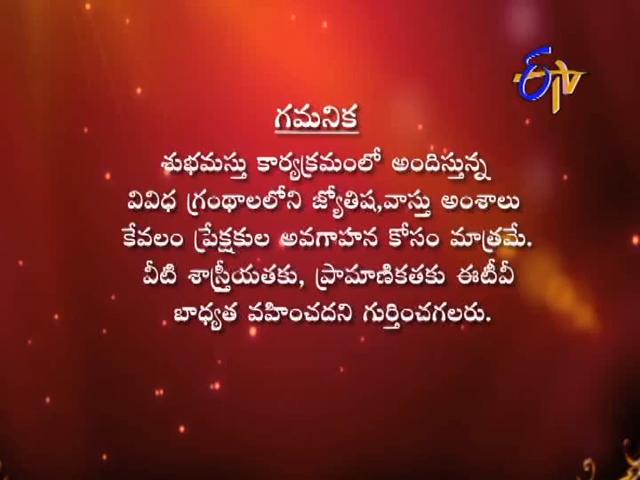 ETV
గమనిక
శుభమస్తు కార్యక్రమంలో అందిస్తున్న
వివిధ గ్రంథాలలోని జ్యోతిష,వాస్తు అంశాలు
కేవలం ప్రేక్షకుల అవగాహన కోసం మాత్రమే.
వీటి శాస్త్రీయతకు, ప్రామాణికతకు ఈటీవీ
బాధ్యత వహించదని గుర్తించగలరు.